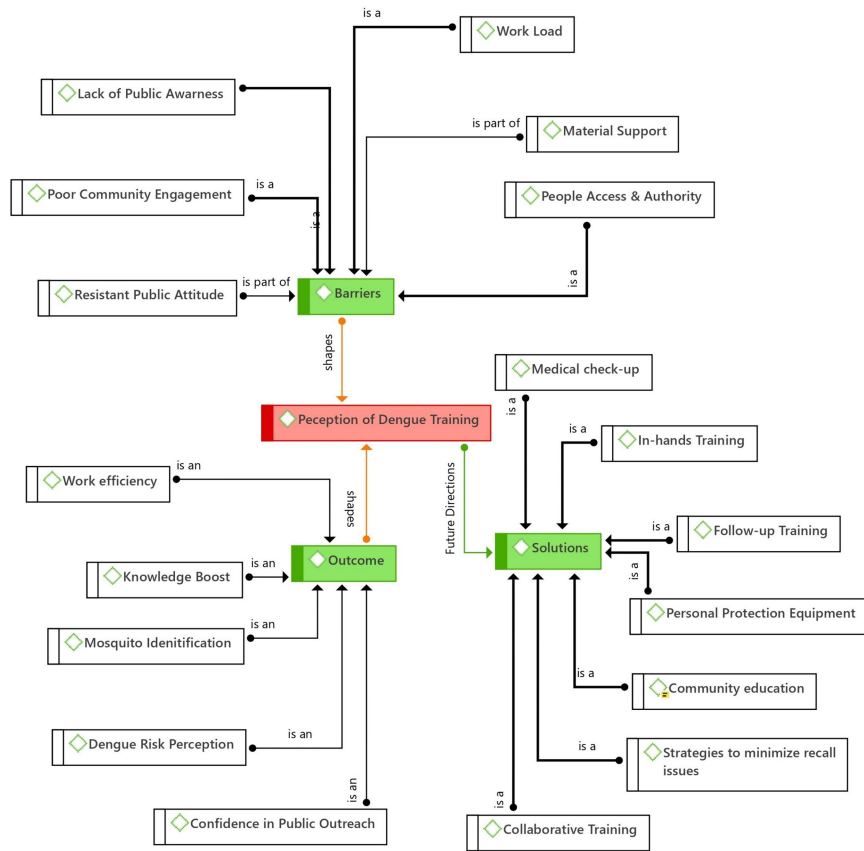 is a
Work Load
Lack of Public Awarness
is part of
Material Support
Poor Community Engagement
is a
is a
People Access & Authority
is a
Resistant Public Attitude
is part of
Barriers
shapes
Medical check-up
is a
Peception of Dengue Training
In-hands Training
is a
Work efficiency
is an
shapes
Future Directions
Follow-up Training
is a
Outcome
Solutions
Knowledge Boost
is an
is a
Personal Protection Equipment
Mosquito Idenitification
is an
is a
Community education
Dengue Risk Perception
is an
is a
Strategies to minimize recall
issues
is an
is a
Confidence in Public Outreach
Collaborative Training